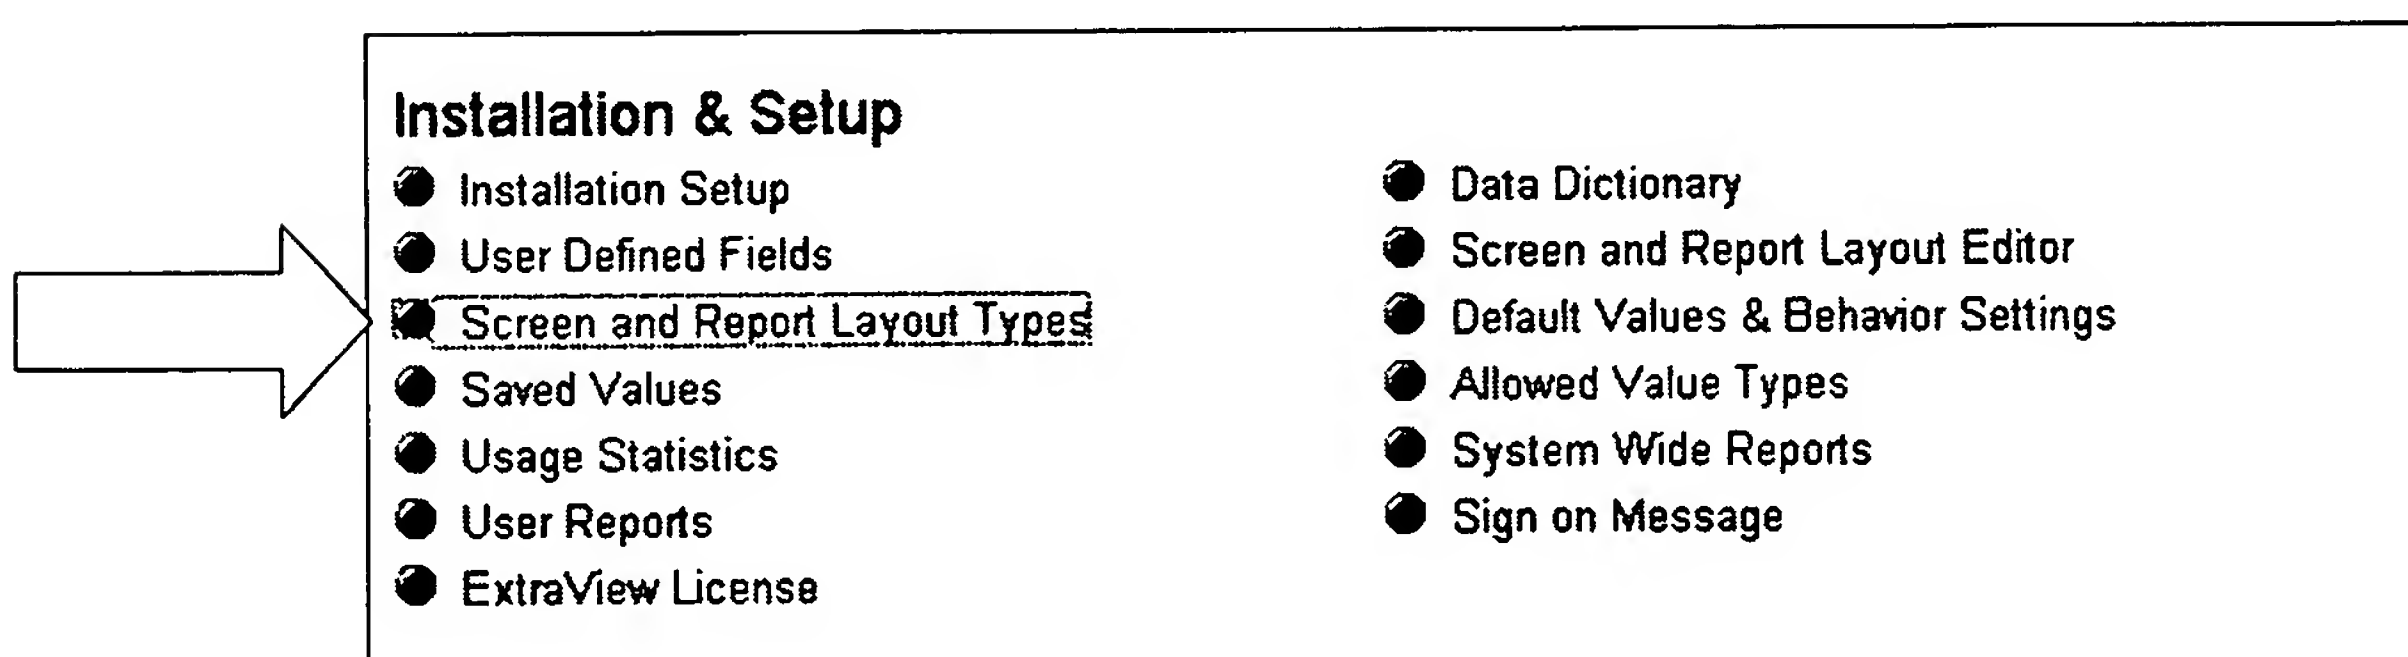 Installation & Setup
Installation Setup
User Defined Fields
Screen and Report Layout Types
Saved Values
Usage Statistics
User Reports
ExtraView License
Data Dictionary
Screen and Report Layout Editor
Default Values & Behavior Settings
Allowed Value Types
System Wide Reports
Sign on Message